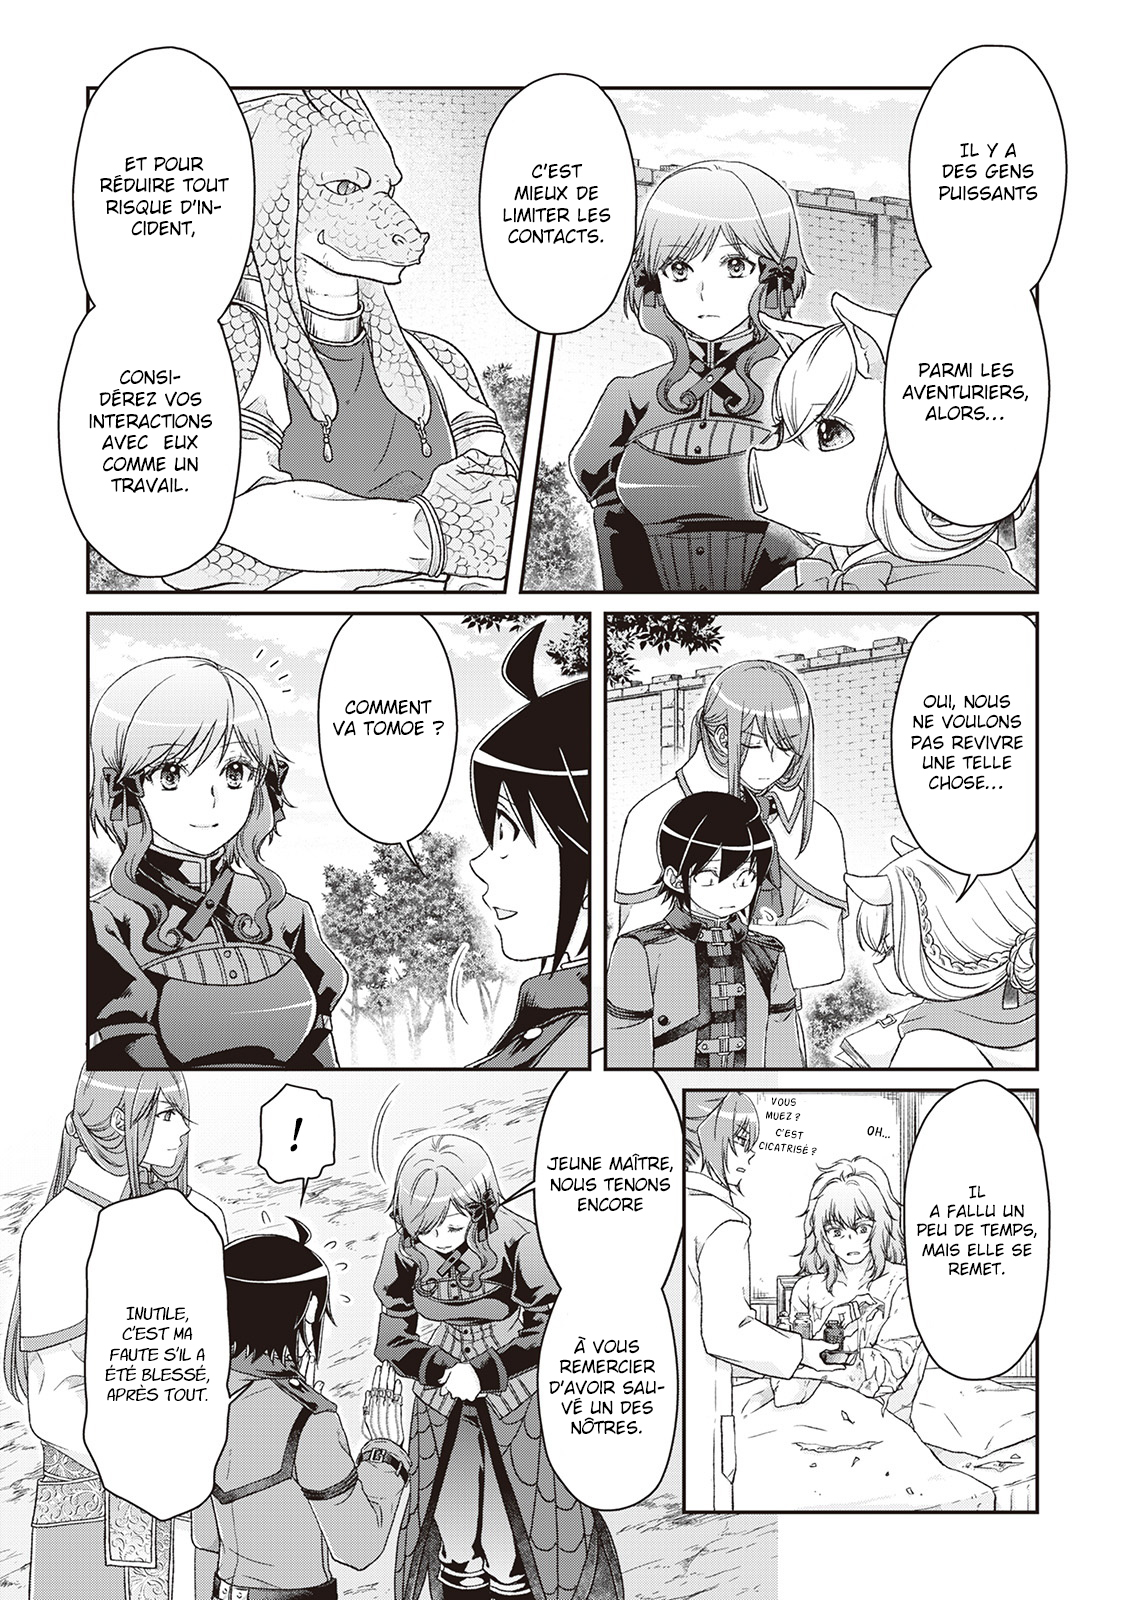 IL Y A
DES GENS
PUISSANTS
PARMI LES
AVENTURIERS,
ALORS...
C'EST
MIEUX DE
LIMITER LES
CONTACTS.
ET POUR
RÉDUIRE TOUT
RISQUE D'IN-
CIDENT,
CONSI-
DÉREZ VOS
INTERACTIONS
AVEC EUX
COMME UN
TRAVAIL.
OUI, NOUS
NE VOULONS
PAS REVIVRE
UNE TELLE
CHOSE...
COMMENT
VA TOMOE ?
IL
A FALLU UN
PEU DE TEMPS,
MAIS ELLE SE
REMET.
OH...
VOUS
MUEZ ?
C'EST
CICATRISÉ ?
JEUNE MAÎTRE,
NOUS TENONS
ENCORE
À VOUS
REMERCIER
D'AVOIR SAU-
VÉ UN DES
NÔTRES.
!
INUTILE,
C'EST MA
FAUTE S'IL A
ÉTÉ BLESSÉ,
APRÈS TOUT.